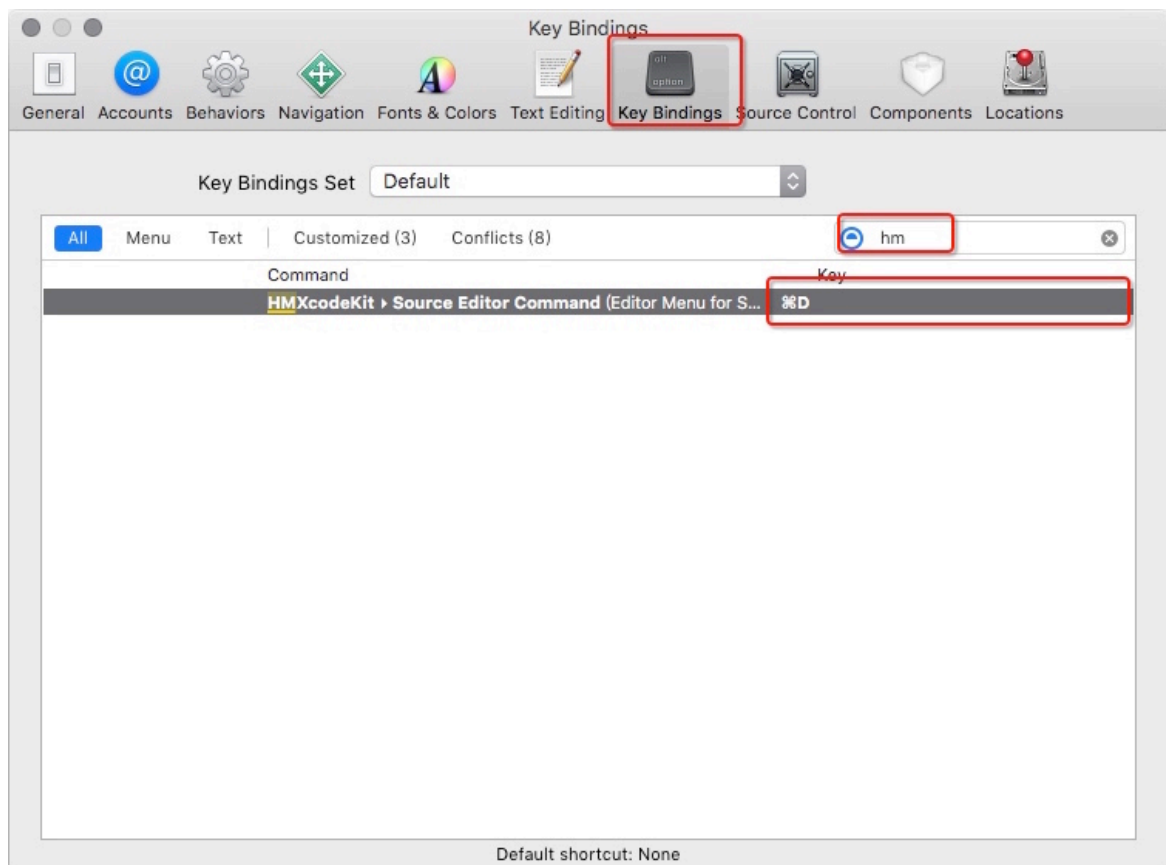 Key Bindings
General Accounts Behaviors Navigation Fonts & Colors Text Editing Key Bindings Source Control Components Locations
Key Bindings Set Default
All Menu Text Customized (3) Conflicts (8) hm
Command Key
HMXcodeKit ▸ Source Editor Command (Editor Menu for S... ⌘D
Default shortcut: None